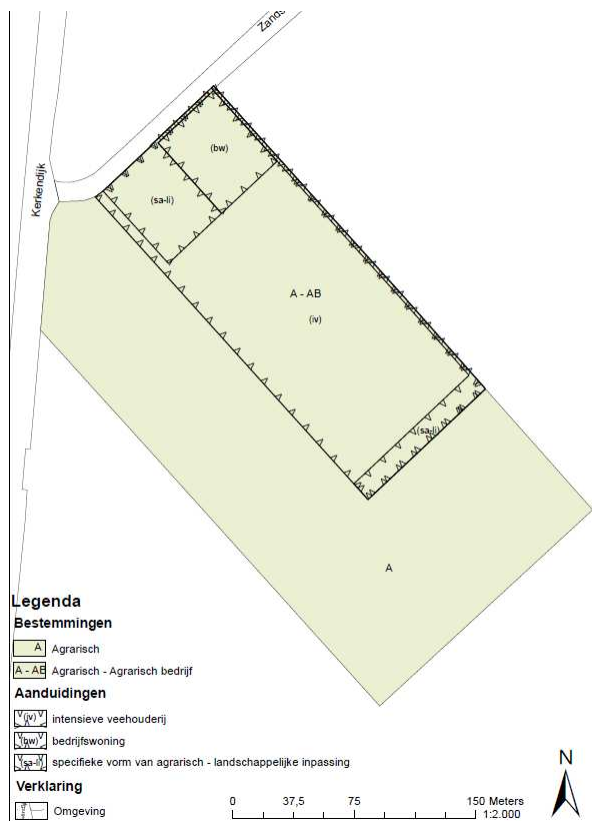 Zands
Kerkendijk
(bw)
(sa-li)
A - AB
(iv)
(sa-li)
A
Legenda
Bestemmingen
A Agrarisch
A - AB Agrarisch - Agrarisch bedrijf
Aanduidingen
(iv) intensieve veehouderij
(bw) bedrijfswoning
(sa-li) specifieke vorm van agrarisch - landschappelijke inpassing
Verklaring
Omgeving
N
0 37,5 75 150 Meters
1:2.000